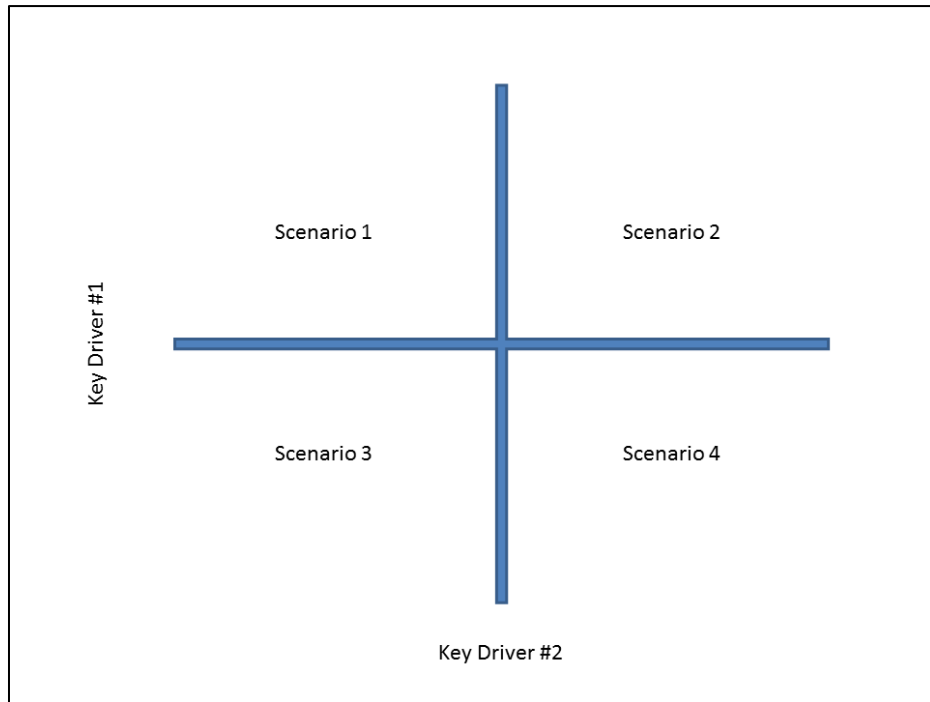 Scenario 1
Scenario 2
Key Driver #1
Scenario 3
Scenario 4
Key Driver #2